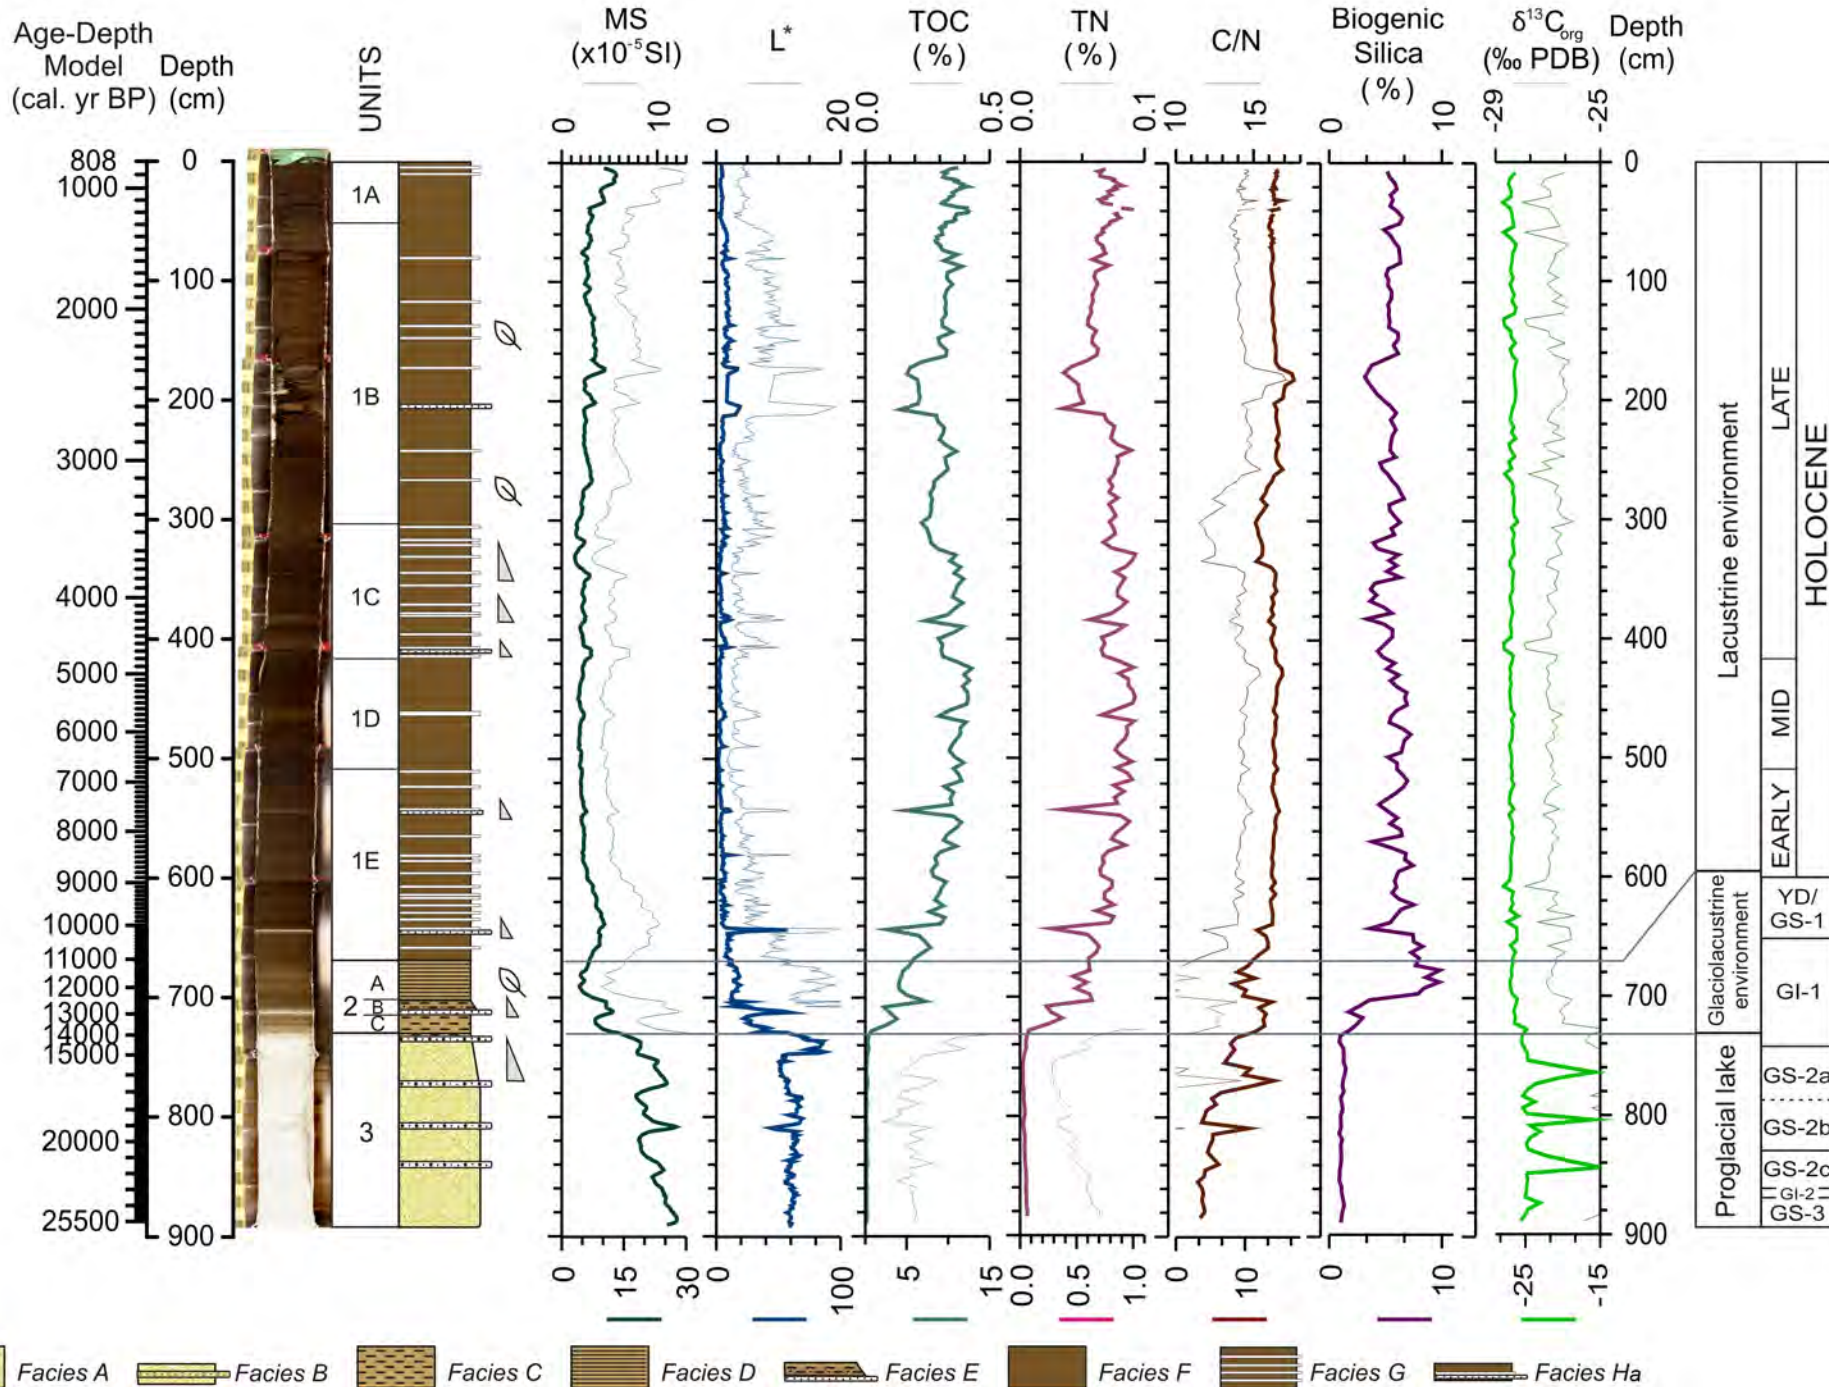 Age-Depth
Model
(cal. yr BP)
Depth
(cm)
UNITS
MS
(x10⁻⁵SI)
L*
TOC
(%)
TN
(%)
C/N
Biogenic
Silica
(%)
δ¹³Corg
(‰ PDB)
Depth
(cm)
0 10
0 20
0.0 0.5
0.0 0.1
10 15
0 10
-29 -25
808
1000
2000
3000
4000
5000
6000
7000
8000
9000
10000
11000
12000
13000
14000
15000
20000
25500
0
100
200
300
400
500
600
700
800
900
1A
1B
1C
1D
1E
A
2 B
C
3
0
100
200
300
400
500
600
700
800
900
Lacustrine environment
Glaciolacustrine
environment
Proglacial lake
LATE
MID
EARLY
HOLOCENE
YD/
GS-1
GI-1
GS-2a
GS-2b
GS-2c
GI-2
GS-3
0 15 30
0 100
5 15
0.0 0.5 1.0
0 10
0 10
-25 -15
Facies A
Facies B
Facies C
Facies D
Facies E
Facies F
Facies G
Facies Ha